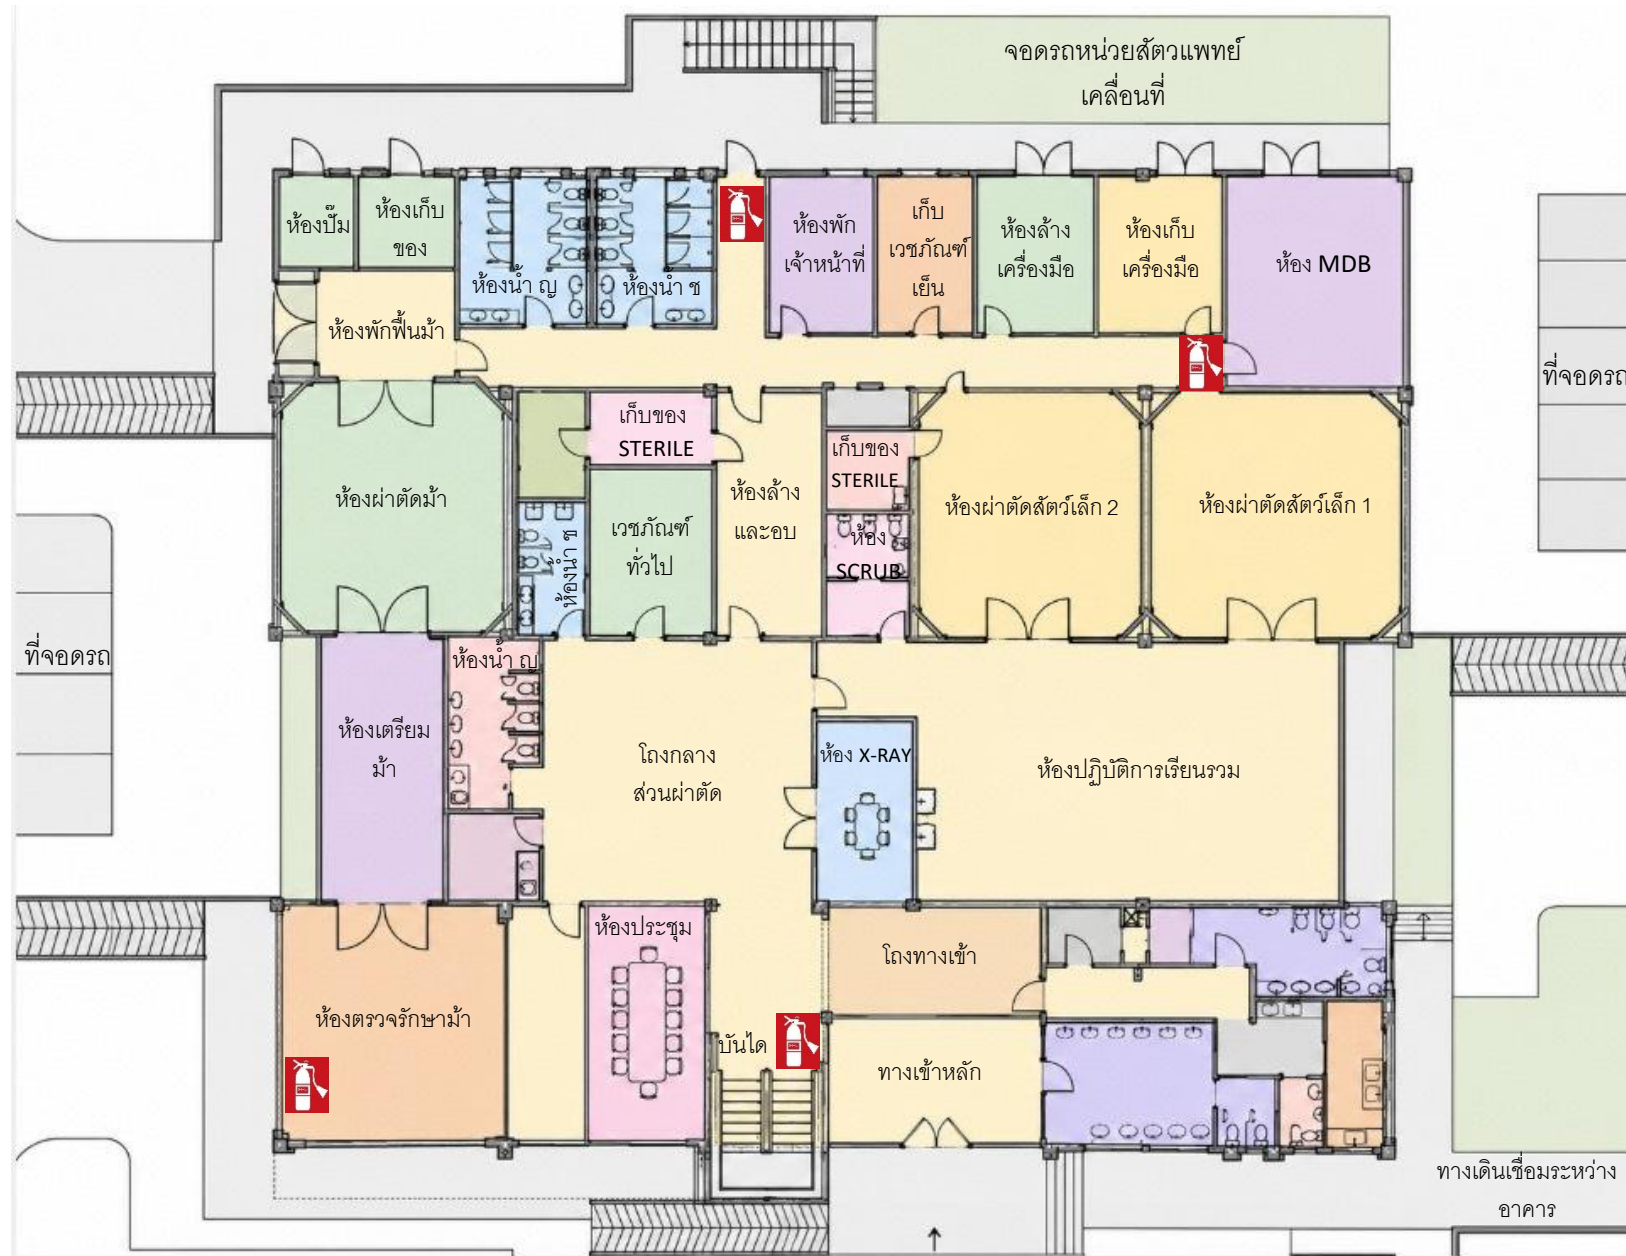 จอดรถหน่วยสัตวแพทย์
เคลื่อนที่
ห้องปั๊ม
ห้องเก็บ
ของ
ห้องน้ำ ญ
ห้องน้ำ ช
ห้องพัก
เจ้าหน้าที่
เก็บ
เวชภัณฑ์
เย็น
ห้องล้าง
เครื่องมือ
ห้องเก็บ
เครื่องมือ
ห้อง MDB
ห้องพักฟื้นม้า
ที่จอดรถ
ห้องผ่าตัดม้า
เก็บของ
STERILE
เวชภัณฑ์
ทั่วไป
ห้องน้ำ ช
ห้องล้าง
และอบ
เก็บของ
STERILE
ห้อง
SCRUB
ห้องผ่าตัดสัตว์เล็ก 2
ห้องผ่าตัดสัตว์เล็ก 1
ที่จอดรถ
ห้องน้ำ ญ
ห้องเตรียม
ม้า
โถงกลาง
ส่วนผ่าตัด
ห้อง X-RAY
ห้องปฏิบัติการเรียนรวม
ห้องตรวจรักษาม้า
ห้องประชุม
โถงทางเข้า
บันได
ทางเข้าหลัก
ทางเดินเชื่อมระหว่าง
อาคาร